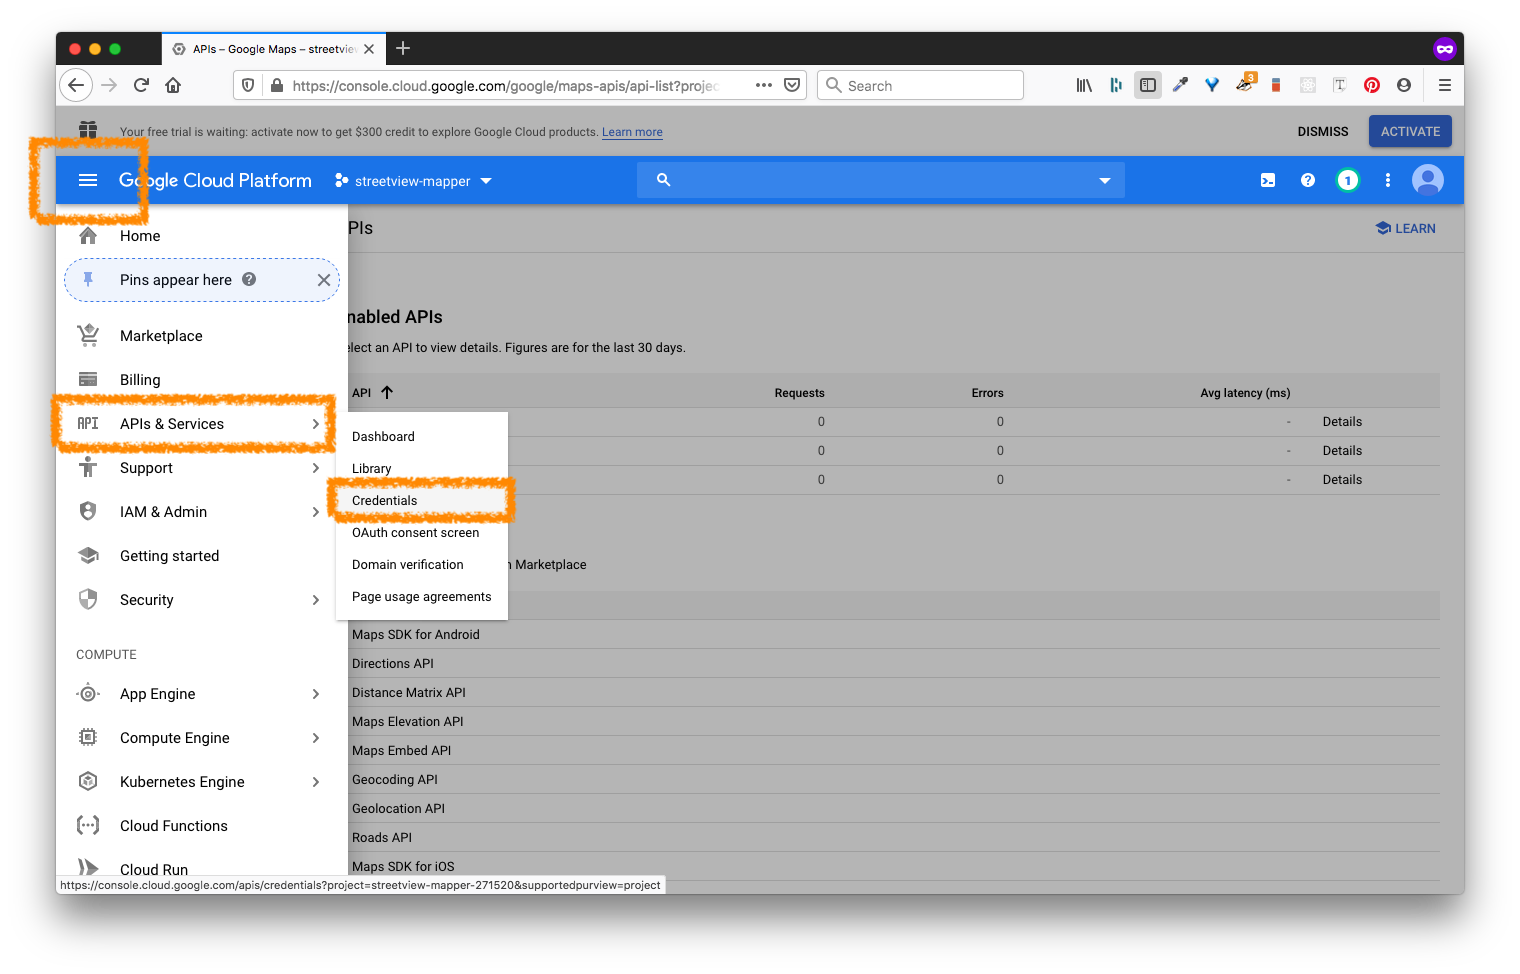 APIs – Google Maps – streetvie
https://console.cloud.google.com/google/maps-apis/api-list?projec
Search
3
Your free trial is waiting: activate now to get $300 credit to explore Google Cloud products. Learn more
DISMISS
ACTIVATE
Google Cloud Platform
streetview-mapper
1
PIs
LEARN
Home
Pins appear here
nabled APIs
elect an API to view details. Figures are for the last 30 days.
Marketplace
Billing
API Requests Errors Avg latency (ms)
0 0 - Details
0 0 - Details
0 0 - Details
API APIs & Services
Support
IAM & Admin
Getting started
Security
Dashboard
Library
Credentials
OAuth consent screen
Domain verification
Page usage agreements
Marketplace
COMPUTE
App Engine
Compute Engine
Kubernetes Engine
Cloud Functions
Cloud Run
Maps SDK for Android
Directions API
Distance Matrix API
Maps Elevation API
Maps Embed API
Geocoding API
Geolocation API
Roads API
Maps SDK for iOS
https://console.cloud.google.com/apis/credentials?project=streetview-mapper-271520&supportedpurview=project